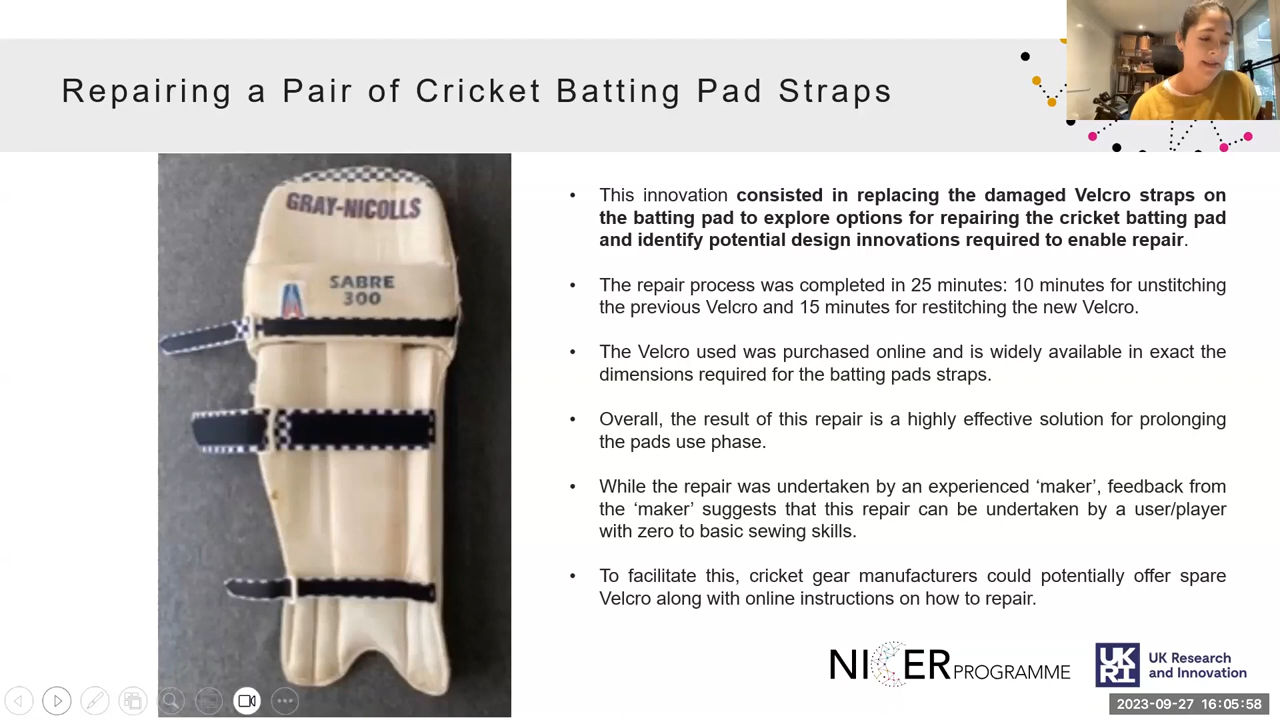 Repairing a Pair of Cricket Batting Pad Straps
GRAY-NICOLLS
SABRE
300
• This innovation consisted in replacing the damaged Velcro straps on
the batting pad to explore options for repairing the cricket batting pad
and identify potential design innovations required to enable repair.
• The repair process was completed in 25 minutes: 10 minutes for unstitching
the previous Velcro and 15 minutes for restitching the new Velcro.
• The Velcro used was purchased online and is widely available in exact the
dimensions required for the batting pads straps.
• Overall, the result of this repair is a highly effective solution for prolonging
the pads use phase.
• While the repair was undertaken by an experienced ‘maker’, feedback from
the ‘maker’ suggests that this repair can be undertaken by a user/player
with zero to basic sewing skills.
• To facilitate this, cricket gear manufacturers could potentially offer spare
Velcro along with online instructions on how to repair.
NICER PROGRAMME
UKRI
UK Research
and Innovation
2023-09-27 16:05:58